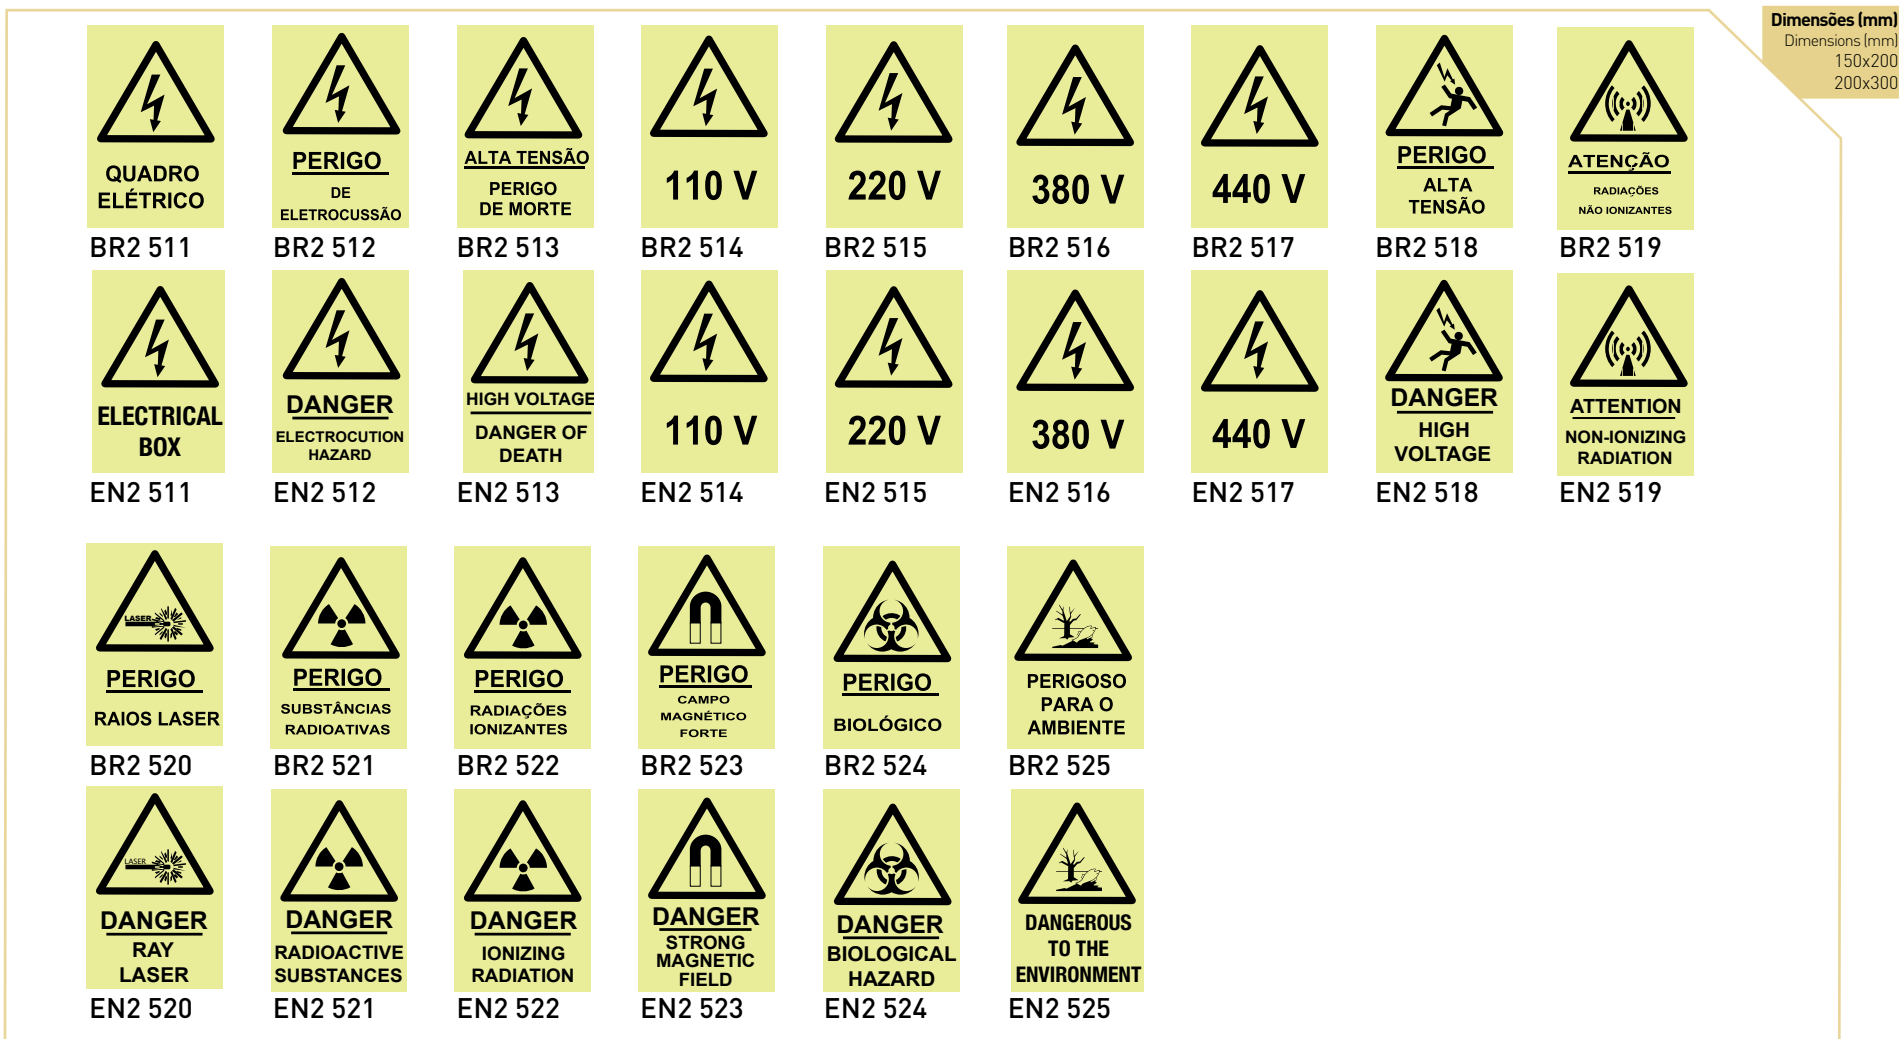 Dimensões (mm)
Dimensions (mm)
150x200
200x300
QUADRO
ELÉTRICO
BR2 511
PERIGO
DE
ELETROCUSSÃO
BR2 512
ALTA TENSÃO
PERIGO
DE MORTE
BR2 513
110 V
BR2 514
220 V
BR2 515
380 V
BR2 516
440 V
BR2 517
PERIGO
ALTA
TENSÃO
BR2 518
ATENÇÃO
RADIAÇÕES
NÃO IONIZANTES
BR2 519
ELECTRICAL
BOX
EN2 511
DANGER
ELECTROCUTION
HAZARD
EN2 512
HIGH VOLTAGE
DANGER OF
DEATH
EN2 513
110 V
EN2 514
220 V
EN2 515
380 V
EN2 516
440 V
EN2 517
DANGER
HIGH
VOLTAGE
EN2 518
ATTENTION
NON-IONIZING
RADIATION
EN2 519
LASER
PERIGO
RAIOS LASER
BR2 520
PERIGO
SUBSTÂNCIAS
RADIOATIVAS
BR2 521
PERIGO
RADIAÇÕES
IONIZANTES
BR2 522
PERIGO
CAMPO
MAGNÉTICO
FORTE
BR2 523
PERIGO
BIOLÓGICO
BR2 524
PERIGOSO
PARA O
AMBIENTE
BR2 525
LASER
DANGER
RAY
LASER
EN2 520
DANGER
RADIOACTIVE
SUBSTANCES
EN2 521
DANGER
IONIZING
RADIATION
EN2 522
DANGER
STRONG
MAGNETIC
FIELD
EN2 523
DANGER
BIOLOGICAL
HAZARD
EN2 524
DANGEROUS
TO THE
ENVIRONMENT
EN2 525